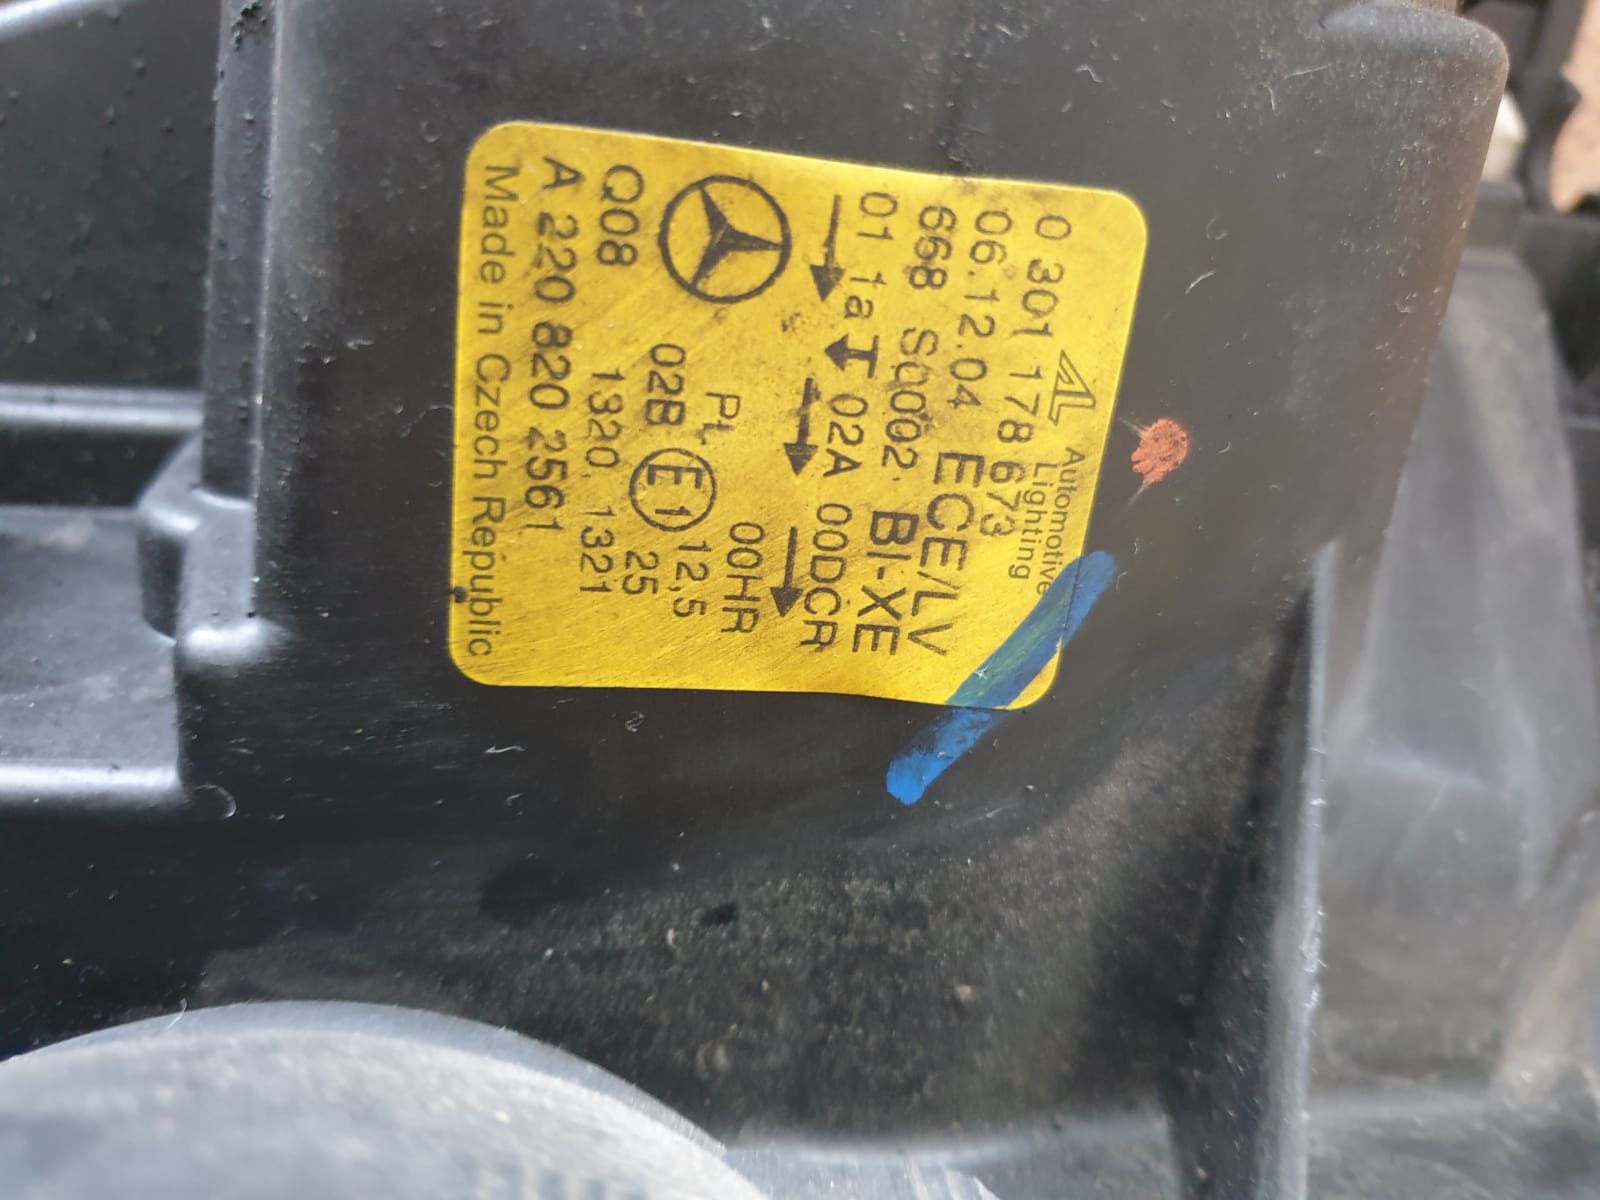 AL Automotive
Lighting
0 301 178 673
06.12.04 ECE/LV
668 S0002 BI-XE
01 1a 02A 00DCR
PL 00HR
02B E1 12,5
25
Q08 1320, 1321
A 220 820 2561
Made in Czech Republic